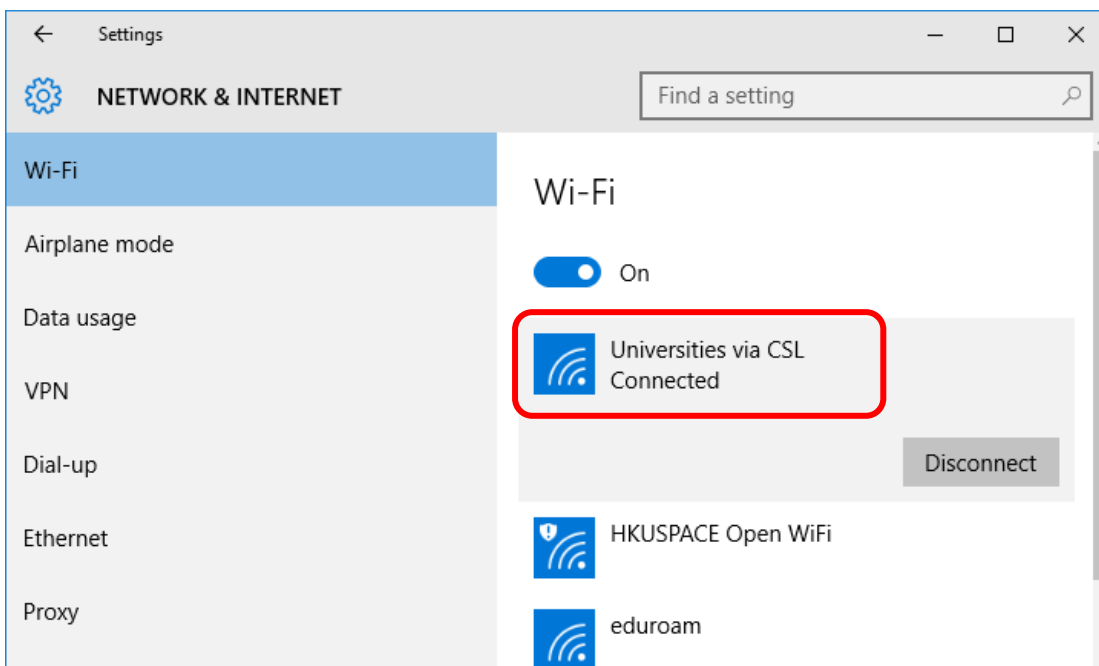 Settings
NETWORK & INTERNET
Find a setting
Wi-Fi
Airplane mode
Data usage
VPN
Dial-up
Ethernet
Proxy
Wi-Fi
On
Universities via CSL
Connected
Disconnect
HKUSPACE Open WiFi
eduroam